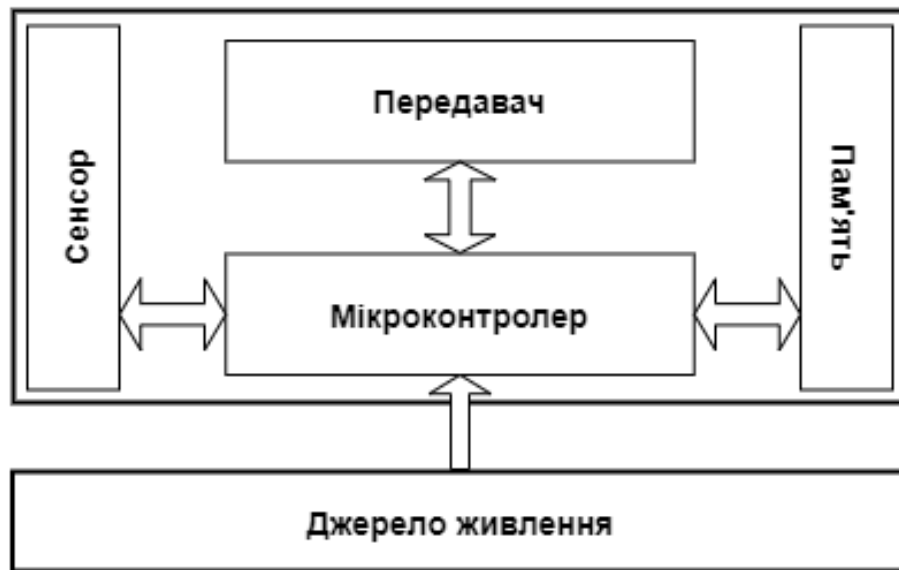 Передавач
Сенсор
Пам'ять
Мікроконтролер
Джерело живлення